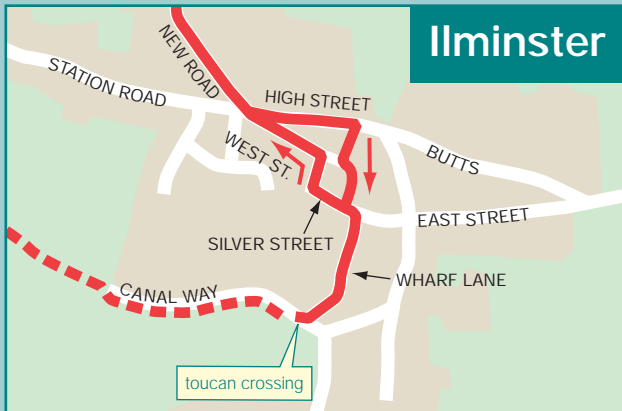 Ilminster
NEW ROAD
STATION ROAD
HIGH STREET
WEST ST.
BUTTS
EAST STREET
SILVER STREET
WHARF LANE
CANAL WAY
toucan crossing